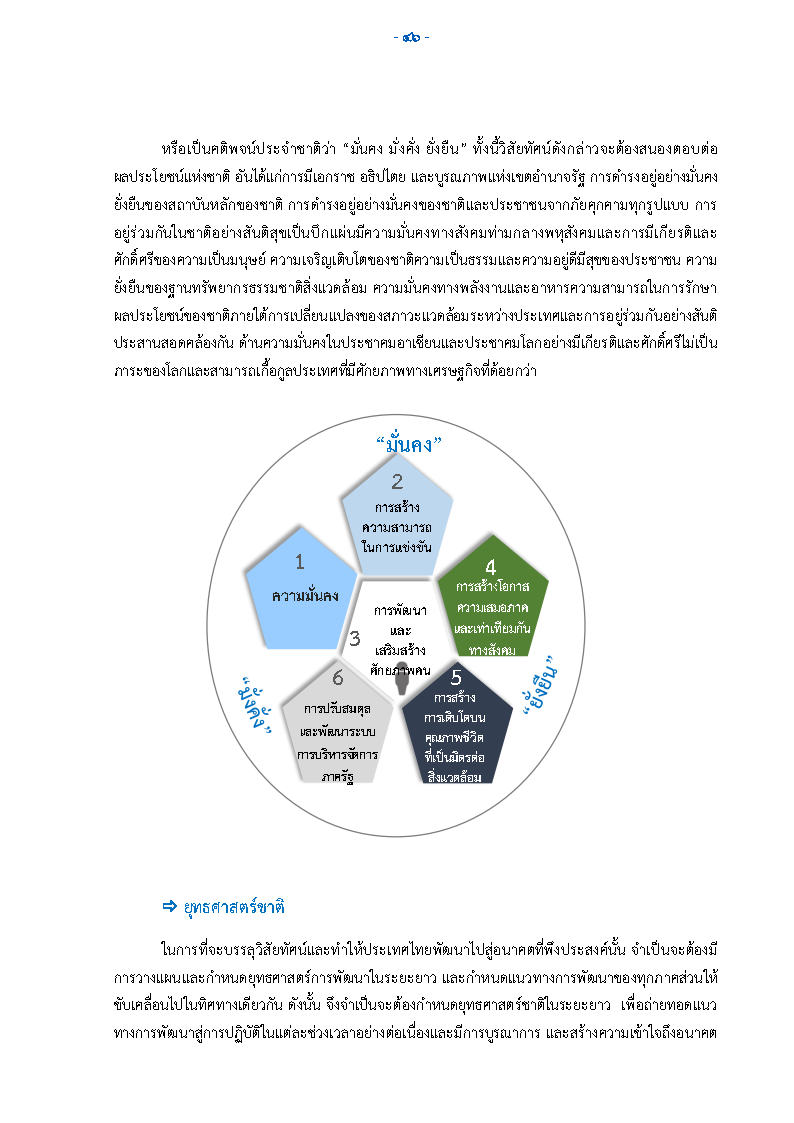 - ๔๖ -
หรือเป็นคติพจน์ประจำชาติว่า “มั่นคง มั่งคั่ง ยั่งยืน” ทั้งนี้วิสัยทัศน์ดังกล่าวจะต้องสนองตอบต่อ
ผลประโยชน์แห่งชาติ อันได้แก่การมีเอกราช อธิปไตย และบูรณภาพแห่งเขตอำนาจรัฐ การดำรงอยู่อย่างมั่นคง
ยั่งยืนของสถาบันหลักของชาติ การดำรงอยู่อย่างมั่นคงของชาติและประชาชนจากภัยคุกคามทุกรูปแบบ การ
อยู่ร่วมกันในชาติอย่างสันติสุขเป็นปึกแผ่นมีความมั่นคงทางสังคมท่ามกลางพหุสังคมและการมีเกียรติและ
ศักดิ์ศรีของความเป็นมนุษย์ ความเจริญเติบโตของชาติความเป็นธรรมและความอยู่ดีมีสุขของประชาชน ความ
ยั่งยืนของฐานทรัพยากรธรรมชาติสิ่งแวดล้อม ความมั่นคงทางพลังงานและอาหารความสามารถในการรักษา
ผลประโยชน์ของชาติภายใต้การเปลี่ยนแปลงของสภาวะแวดล้อมระหว่างประเทศและการอยู่ร่วมกันอย่างสันติ
ประสานสอดคล้องกัน ด้านความมั่นคงในประชาคมอาเซียนและประชาคมโลกอย่างมีเกียรติและศักดิ์ศรีไม่เป็น
ภาระของโลกและสามารถเกื้อกูลประเทศที่มีศักยภาพทางเศรษฐกิจที่ด้อยกว่า
“มั่นคง”
2
การสร้าง
ความสามารถ
ในการแข่งขัน
1
ความมั่นคง
4
การสร้างโอกาส
ความเสมอภาค
และเท่าเทียมกัน
ทางสังคม
3
การพัฒนา
และ
เสริมสร้าง
ศักยภาพคน
“มั่งคั่ง”
“ยั่งยืน”
6
การปรับสมดุล
และพัฒนาระบบ
การบริหารจัดการ
ภาครัฐ
5
การสร้าง
การเติบโตบน
คุณภาพชีวิต
ที่เป็นมิตรต่อ
สิ่งแวดล้อม
⇨ ยุทธศาสตร์ชาติ
ในการที่จะบรรลุวิสัยทัศน์และทำให้ประเทศไทยพัฒนาไปสู่อนาคตที่พึงประสงค์นั้น จำเป็นจะต้องมี
การวางแผนและกำหนดยุทธศาสตร์การพัฒนาในระยะยาว และกำหนดแนวทางการพัฒนาของทุกภาคส่วนให้
ขับเคลื่อนไปในทิศทางเดียวกัน ดังนั้น จึงจำเป็นจะต้องกำหนดยุทธศาสตร์ชาติในระยะยาว เพื่อถ่ายทอดแนว
ทางการพัฒนาสู่การปฏิบัติในแต่ละช่วงเวลาอย่างต่อเนื่องและมีการบูรณาการ และสร้างความเข้าใจถึงอนาคต